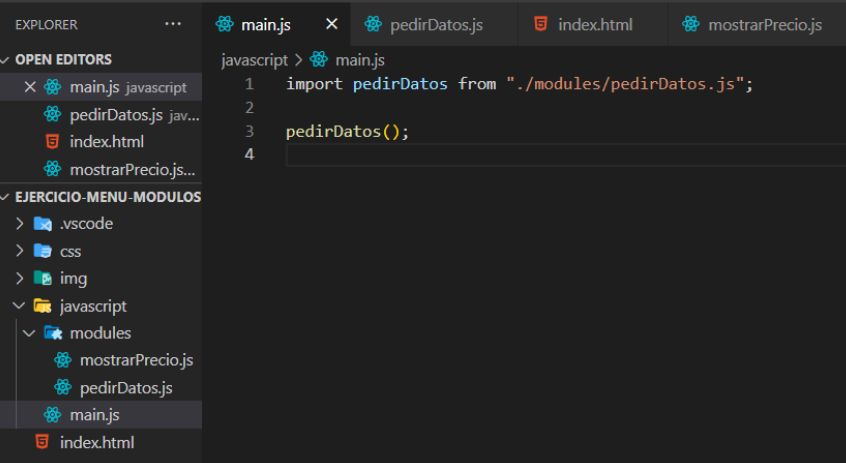 EXPLORER ...
OPEN EDITORS
main.js javascript
pedirDatos.js jav...
index.html
mostrarPrecio.js...
EJERCICIO-MENU-MODULOS
.vscode
css
img
javascript
modules
mostrarPrecio.js
pedirDatos.js
main.js
index.html
main.js pedirDatos.js index.html mostrarPrecio.js
javascript > main.js
1 import pedirDatos from "./modules/pedirDatos.js";
2
3 pedirDatos();
4